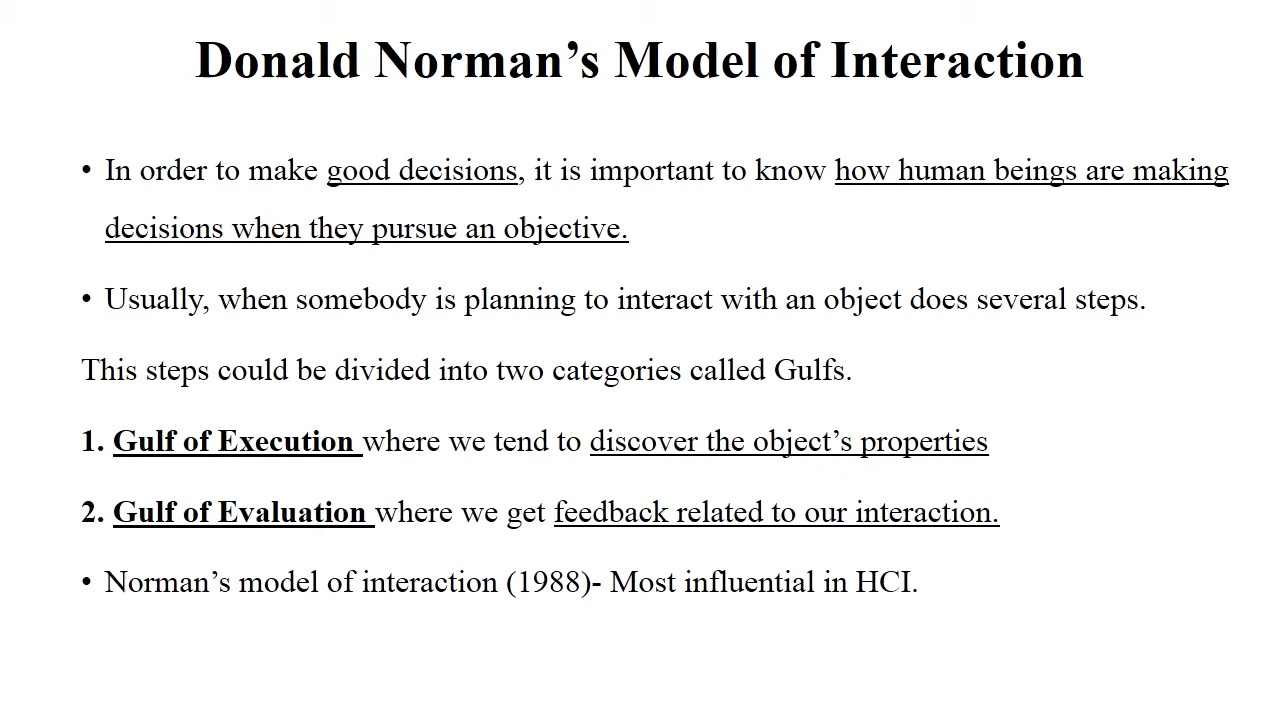 Donald Norman’s Model of Interaction
• In order to make good decisions, it is important to know how human beings are making
decisions when they pursue an objective.
• Usually, when somebody is planning to interact with an object does several steps.
This steps could be divided into two categories called Gulfs.
1. Gulf of Execution where we tend to discover the object’s properties
2. Gulf of Evaluation where we get feedback related to our interaction.
• Norman’s model of interaction (1988)- Most influential in HCI.